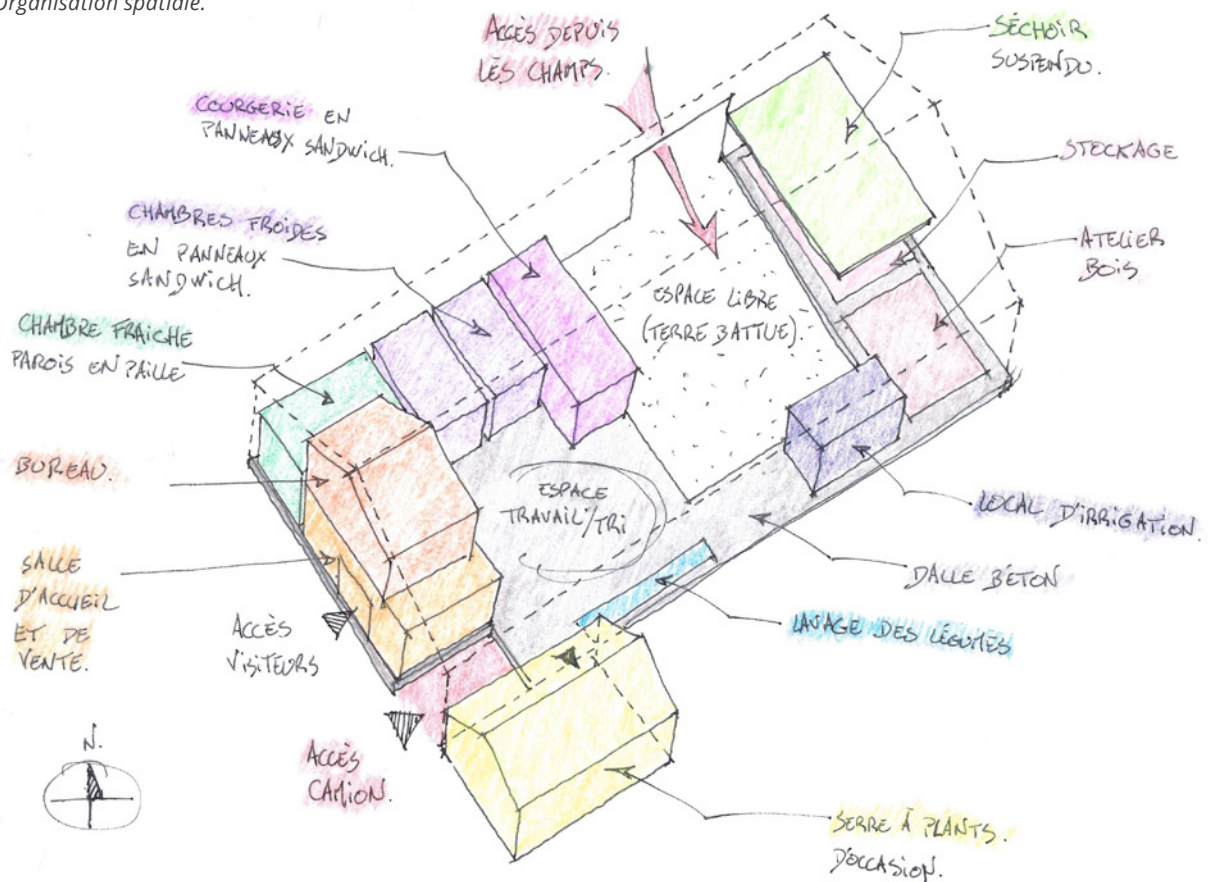 Organisation spatiale.
ACCÈS DEPUIS
LES CHAMPS.
SÉCHOIR
SUSPENDU.
COURGERIE EN
PANNEAUX SANDWICH.
STOCKAGE
CHAMBRES FROIDES
EN PANNEAUX
SANDWICH.
ATELIER
BOIS
ESPACE LIBRE
(TERRE BATTUE).
CHAMBRE FRAICHE
PAROIS EN PAILLE
BUREAU.
ESPACE
TRAVAIL/TRI
LOCAL D'IRRIGATION.
SALLE
D'ACCUEIL
ET DE
VENTE.
DALLE BÉTON
ACCÈS
VISITEURS
LAVAGE DES LÉGUMES
N.
ACCÈS
CAMION.
SERRE À PLANTS.
D'OCCASION.